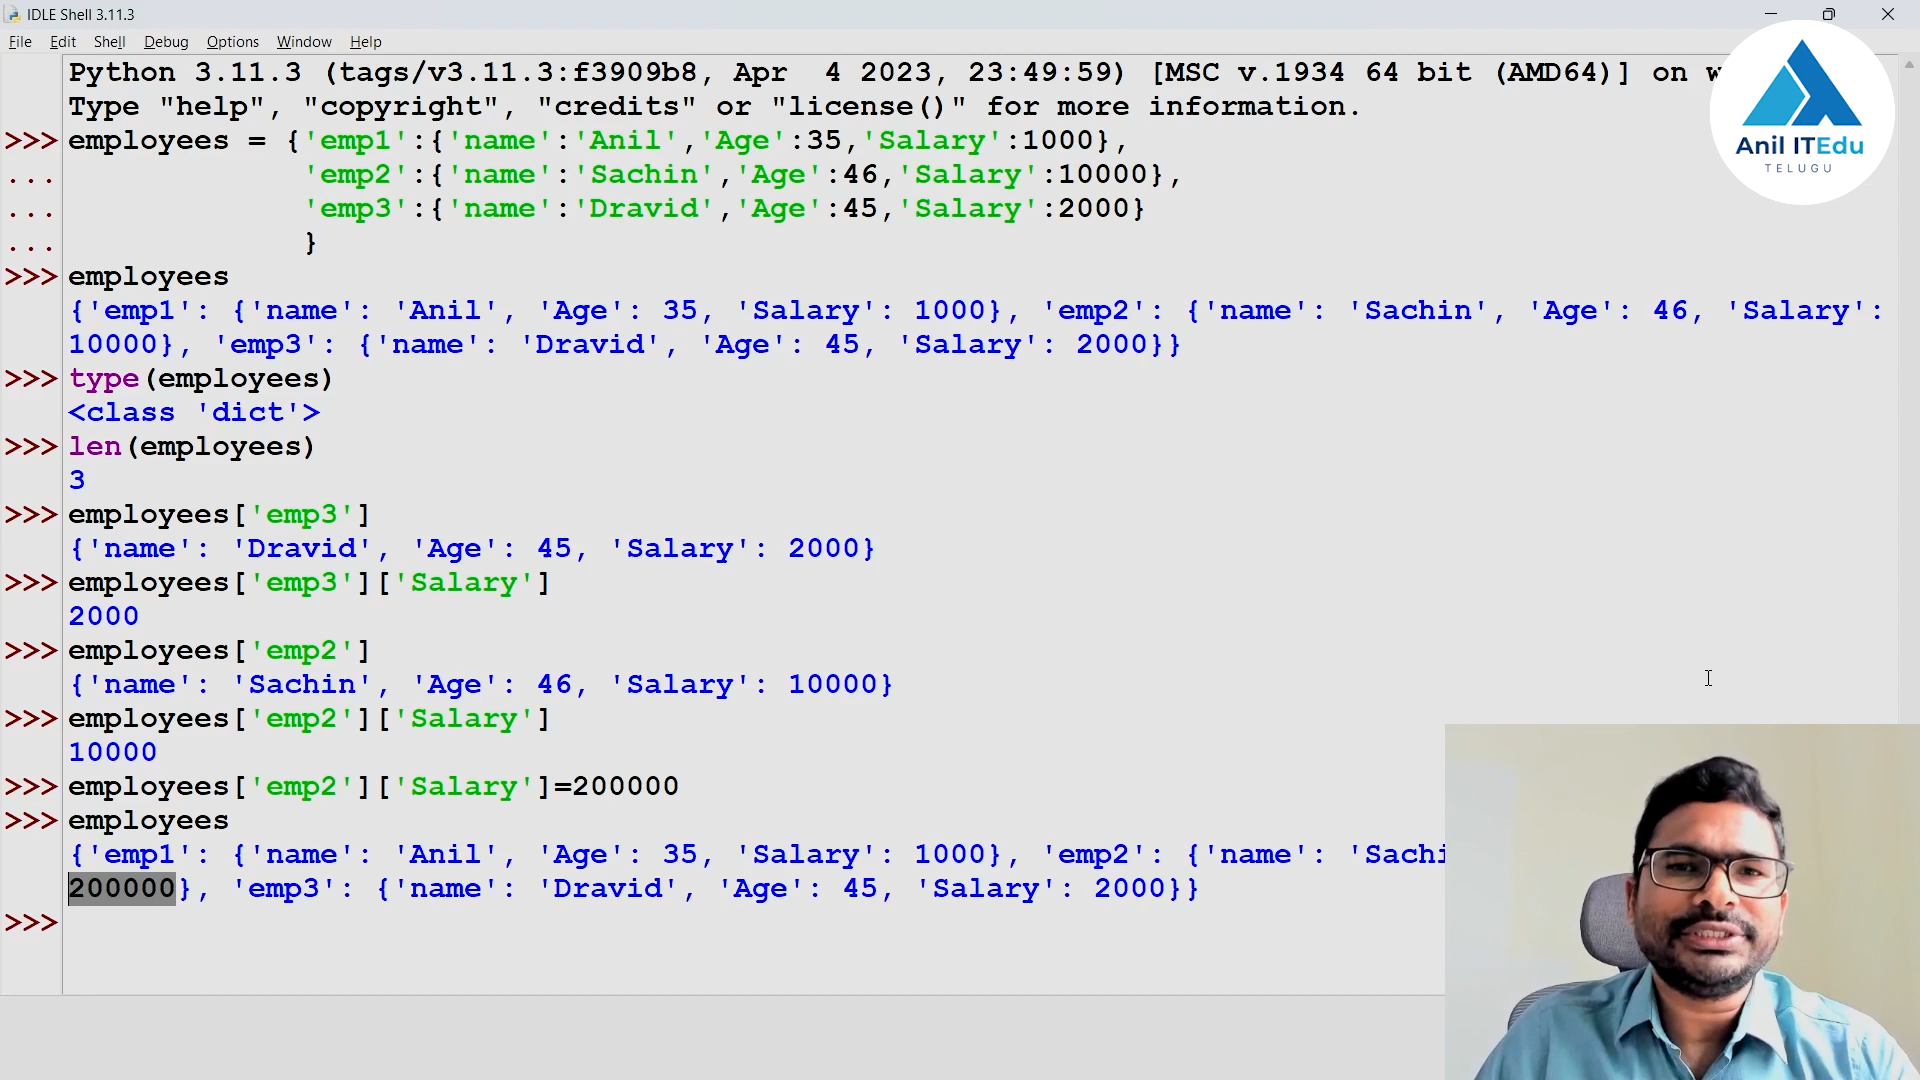 IDLE Shell 3.11.3
File Edit Shell Debug Options Window Help
Python 3.11.3 (tags/v3.11.3:f3909b8, Apr  4 2023, 23:49:59) [MSC v.1934 64 bit (AMD64)] on
Type "help", "copyright", "credits" or "license()" for more information.
>>> employees = {'emp1':{'name':'Anil','Age':35,'Salary':1000},
...              'emp2':{'name':'Sachin','Age':46,'Salary':10000},
...              'emp3':{'name':'Dravid','Age':45,'Salary':2000}
...              }
>>> employees
{'emp1': {'name': 'Anil', 'Age': 35, 'Salary': 1000}, 'emp2': {'name': 'Sachin', 'Age': 46, 'Salary':
10000}, 'emp3': {'name': 'Dravid', 'Age': 45, 'Salary': 2000}}
>>> type(employees)
<class 'dict'>
>>> len(employees)
3
>>> employees['emp3']
{'name': 'Dravid', 'Age': 45, 'Salary': 2000}
>>> employees['emp3']['Salary']
2000
>>> employees['emp2']
{'name': 'Sachin', 'Age': 46, 'Salary': 10000}
>>> employees['emp2']['Salary']
10000
>>> employees['emp2']['Salary']=200000
>>> employees
{'emp1': {'name': 'Anil', 'Age': 35, 'Salary': 1000}, 'emp2': {'name': 'Sachi
200000}, 'emp3': {'name': 'Dravid', 'Age': 45, 'Salary': 2000}}
>>>
Anil ITEdu
TELUGU